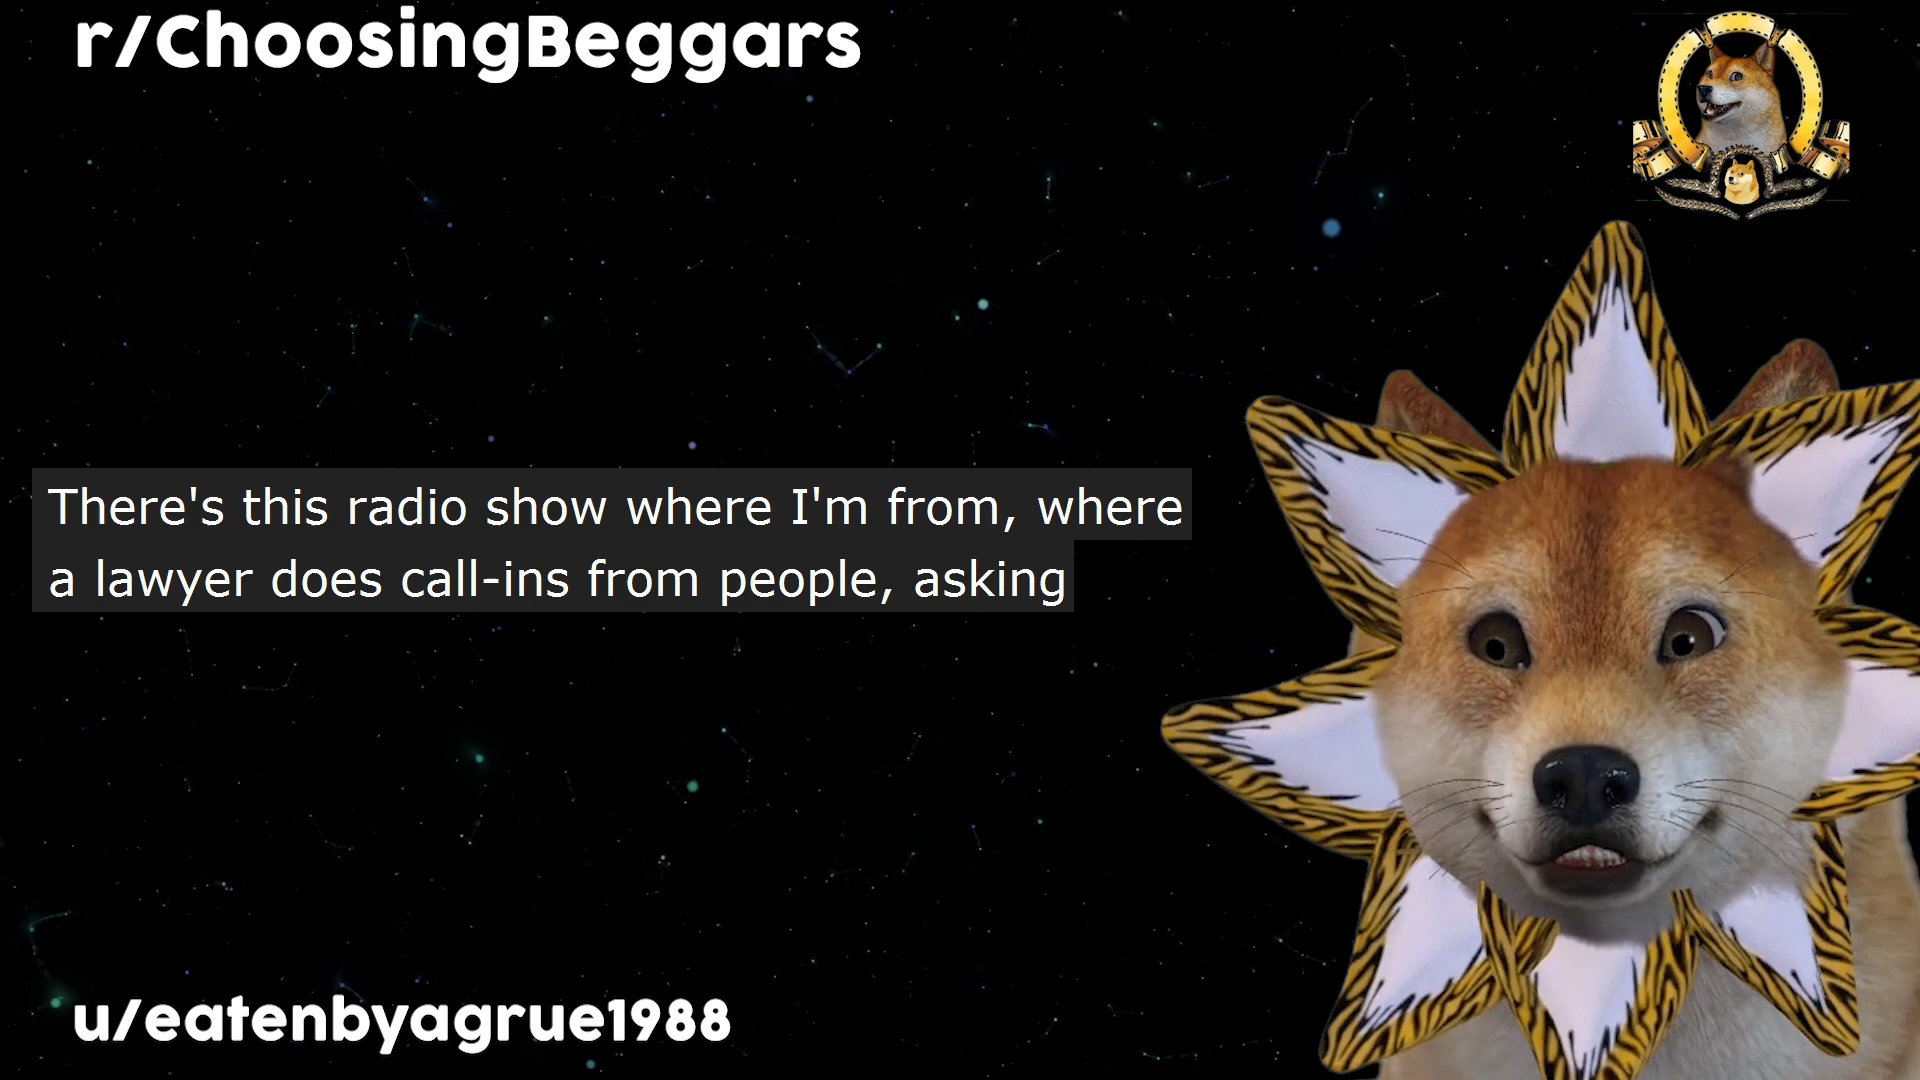 r/ChoosingBeggars
There's this radio show where I'm from, where
a lawyer does call-ins from people, asking
u/eatenbyagrue1988